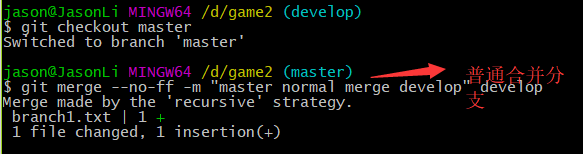 jason@JasonLi MINGW64 /d/game2 (develop)
$ git checkout master
Switched to branch 'master'
jason@JasonLi MINGW64 /d/game2 (master)
普通合并分支
$ git merge --no-ff -m "master normal merge develop" develop
Merge made by the 'recursive' strategy.
branch1.txt | 1 +
1 file changed, 1 insertion(+)